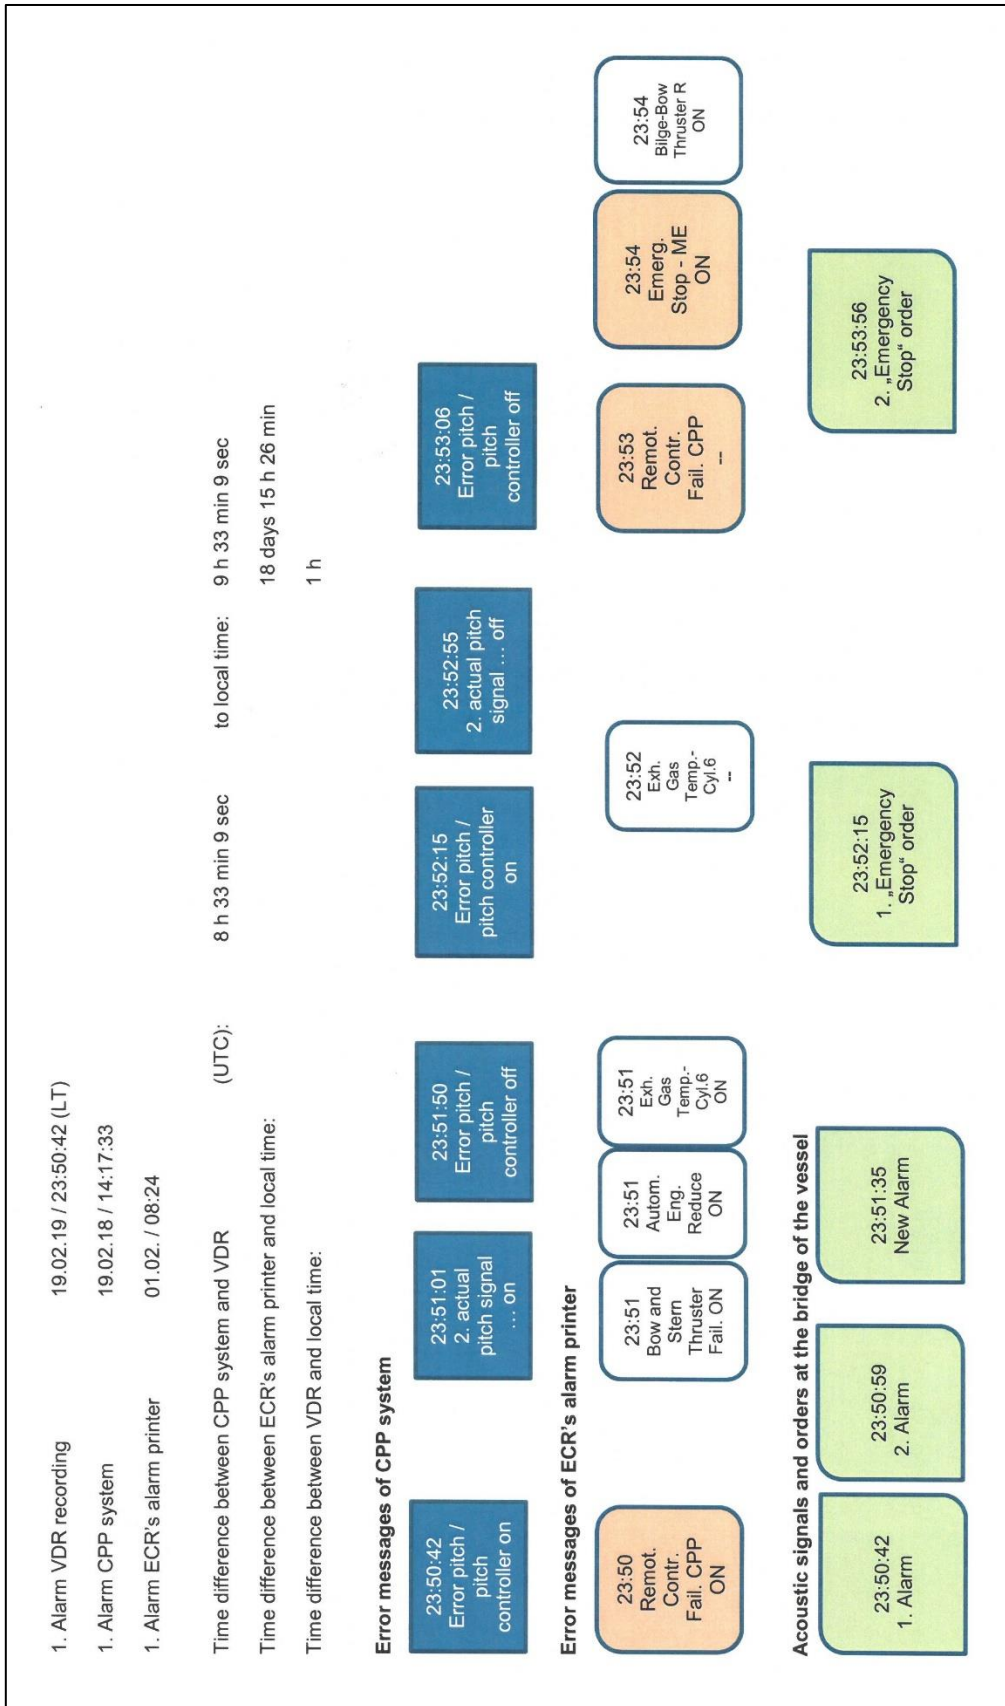 1. Alarm VDR recording 19.02.19 / 23:50:42 (LT)
1. Alarm CPP system 19.02.18 / 14:17:33
1. Alarm ECR's alarm printer 01.02. / 08:24
Time difference between CPP system and VDR (UTC): 8 h 33 min 9 sec to local time: 9 h 33 min 9 sec
Time difference between ECR's alarm printer and local time: 18 days 15 h 26 min
Time difference between VDR and local time: 1 h
Error messages of CPP system
23:50:42
Error pitch /
pitch
controller on
23:51:01
2. actual
pitch signal
... on
23:51:50
Error pitch /
pitch
controller off
23:52:15
Error pitch /
pitch controller
on
23:52:55
2. actual pitch
signal ... off
23:53:06
Error pitch /
pitch
controller off
Error messages of ECR's alarm printer
23:50
Remot.
Contr.
Fail. CPP
ON
23:51
Bow and
Stern
Thruster
Fail. ON
23:51
Autom.
Eng.
Reduce
ON
23:51
Exh.
Gas
Temp.-
Cyl.6
ON
23:52
Exh.
Gas
Temp.-
Cyl.6
--
23:53
Remot.
Contr.
Fail. CPP
--
23:54
Emerg.
Stop - ME
ON
23:54
Bilge-Bow
Thruster R
ON
Acoustic signals and orders at the bridge of the vessel
23:50:42
1. Alarm
23:50:59
2. Alarm
23:51:35
New Alarm
23:52:15
1. „Emergency
Stop“ order
23:53:56
2. „Emergency
Stop“ order